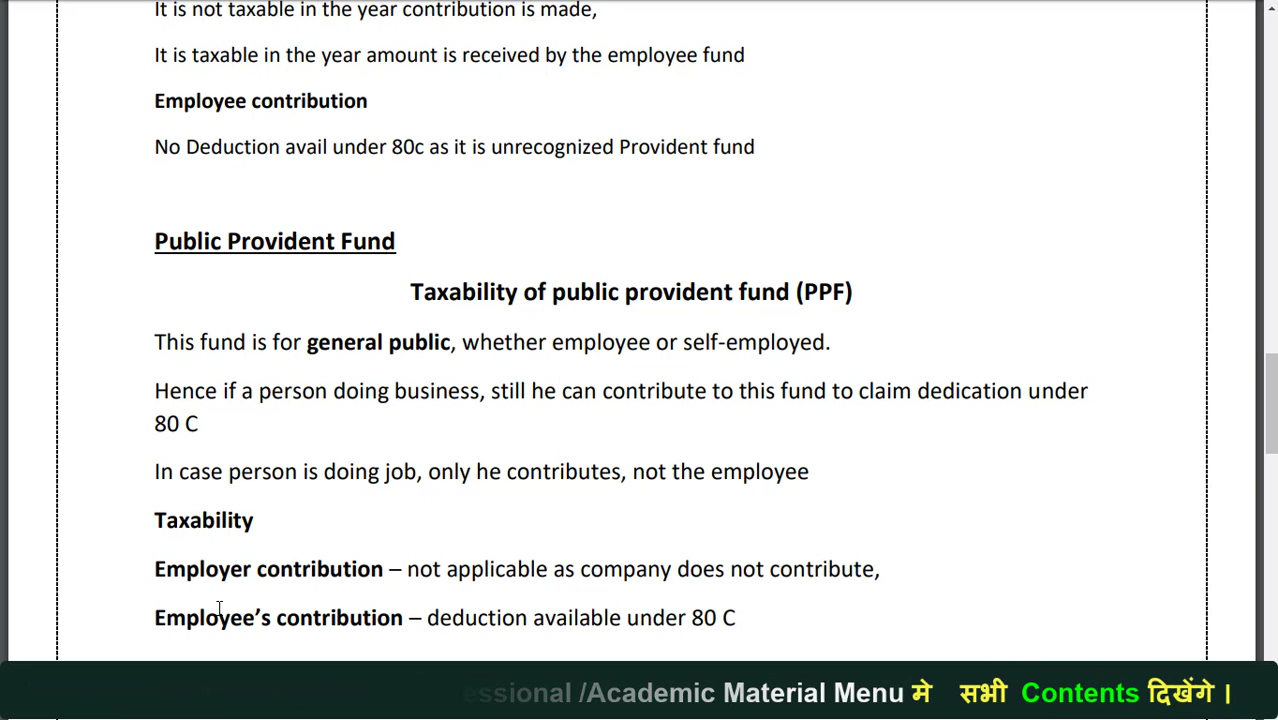 It is not taxable in the year contribution is made,
It is taxable in the year amount is received by the employee fund
Employee contribution
No Deduction avail under 80c as it is unrecognized Provident fund
Public Provident Fund
Taxability of public provident fund (PPF)
This fund is for general public, whether employee or self-employed.
Hence if a person doing business, still he can contribute to this fund to claim dedication under
80 C
In case person is doing job, only he contributes, not the employee
Taxability
Employer contribution – not applicable as company does not contribute,
Employee’s contribution – deduction available under 80 C
essional /Academic Material Menu मे सभी Contents दिखेंगे ।